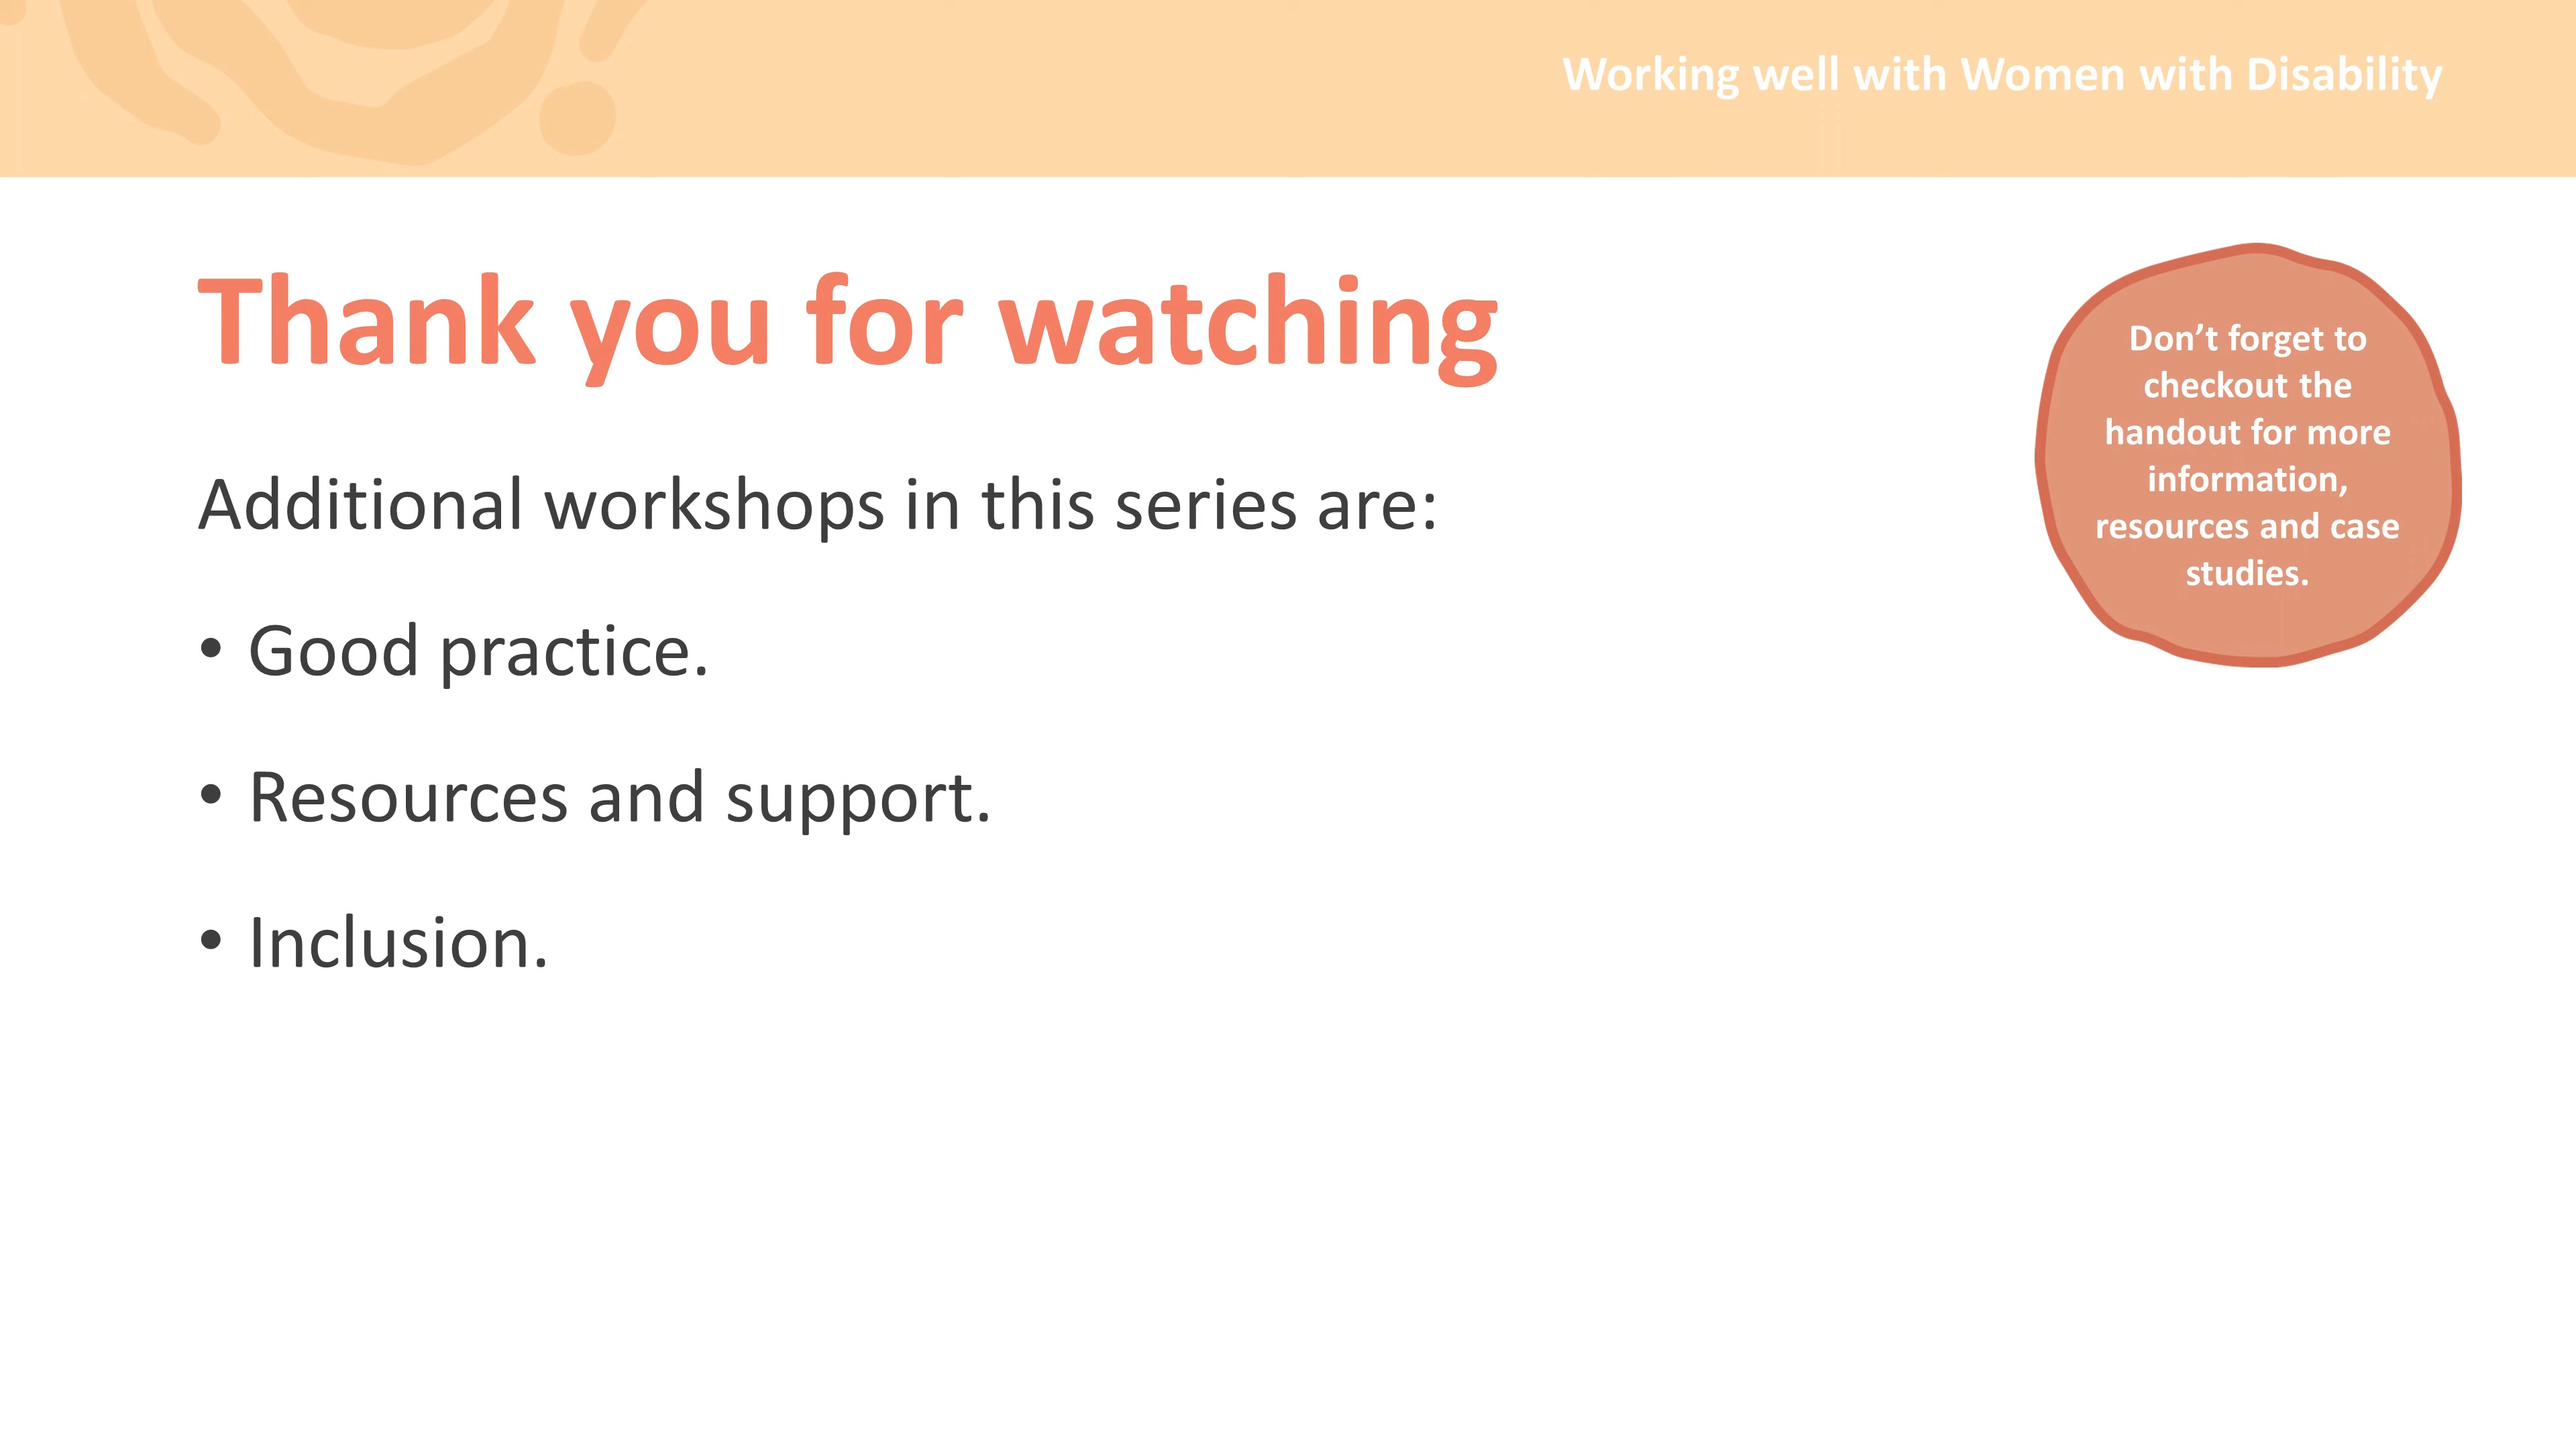 Working well with Women with Disability
Thank you for watching
Additional workshops in this series are:
• Good practice.
• Resources and support.
• Inclusion.
Don’t forget to
checkout the
handout for more
information,
resources and case
studies.